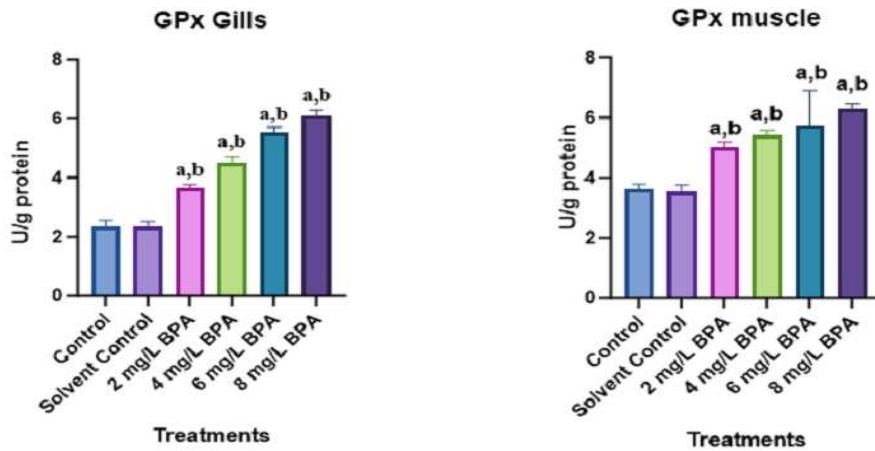 GPx Gills
8
6
4
2
0
U/g protein
a,b
a,b
a,b
a,b
Control
Solvent Control
2 mg/L BPA
4 mg/L BPA
6 mg/L BPA
8 mg/L BPA
Treatments
GPx muscle
8
6
4
2
0
U/g protein
a,b
a,b
a,b
a,b
Control
Solvent Control
2 mg/L BPA
4 mg/L BPA
6 mg/L BPA
8 mg/L BPA
Treatments